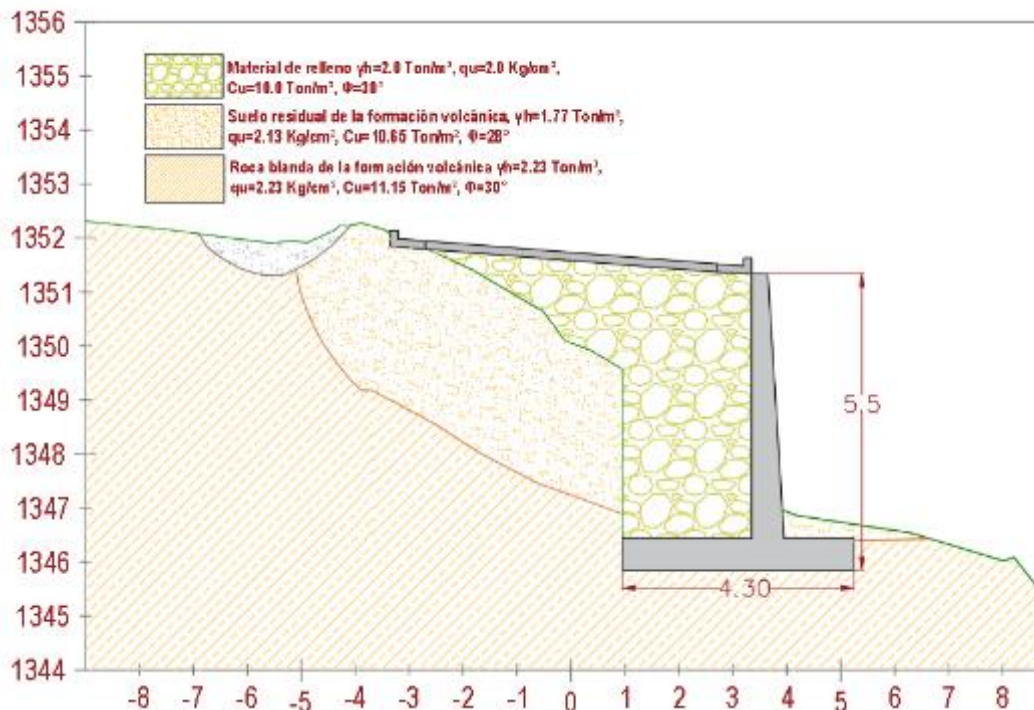 1356
1355
1354
1353
1352
1351
1350
1349
1348
1347
1346
1345
1344
Material de relleno γh=2.0 Ton/m³, qu=2.0 Kg/cm²,
Cu=10.0 Ton/m², Φ=30°
Suelo residual de la formación volcánica, γh=1.77 Ton/m³,
qu=2.13 Kg/cm², Cu=10.65 Ton/m², Φ=28°
Roca blanda de la formación volcánica γh=2.23 Ton/m³,
qu=2.23 Kg/cm², Cu=11.15 Ton/m², Φ=30°
5.5
4.30
-8 -7 -6 -5 -4 -3 -2 -1 0 1 2 3 4 5 6 7 8